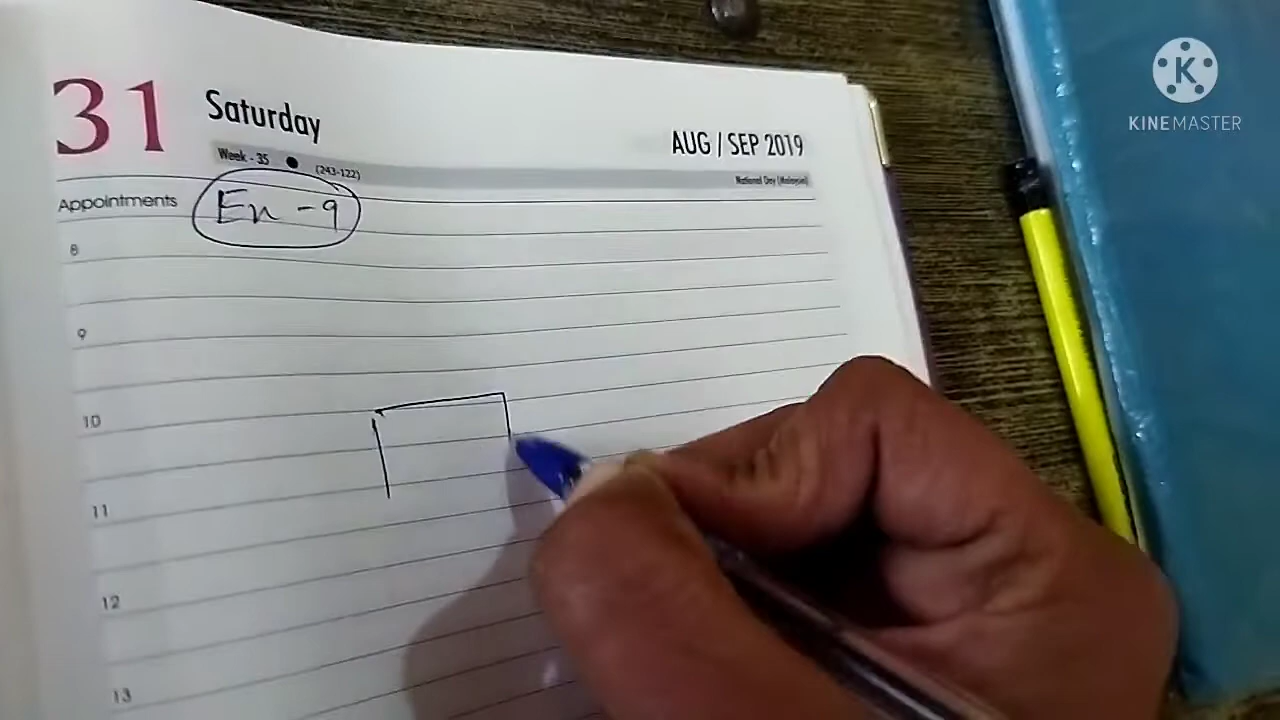 31 Saturday
AUG / SEP 2019
Week - 35 ● (243-122)
National Day (Malaysia)
Appointments
En - 9
8
9
10
11
12
13
K
KINEMASTER